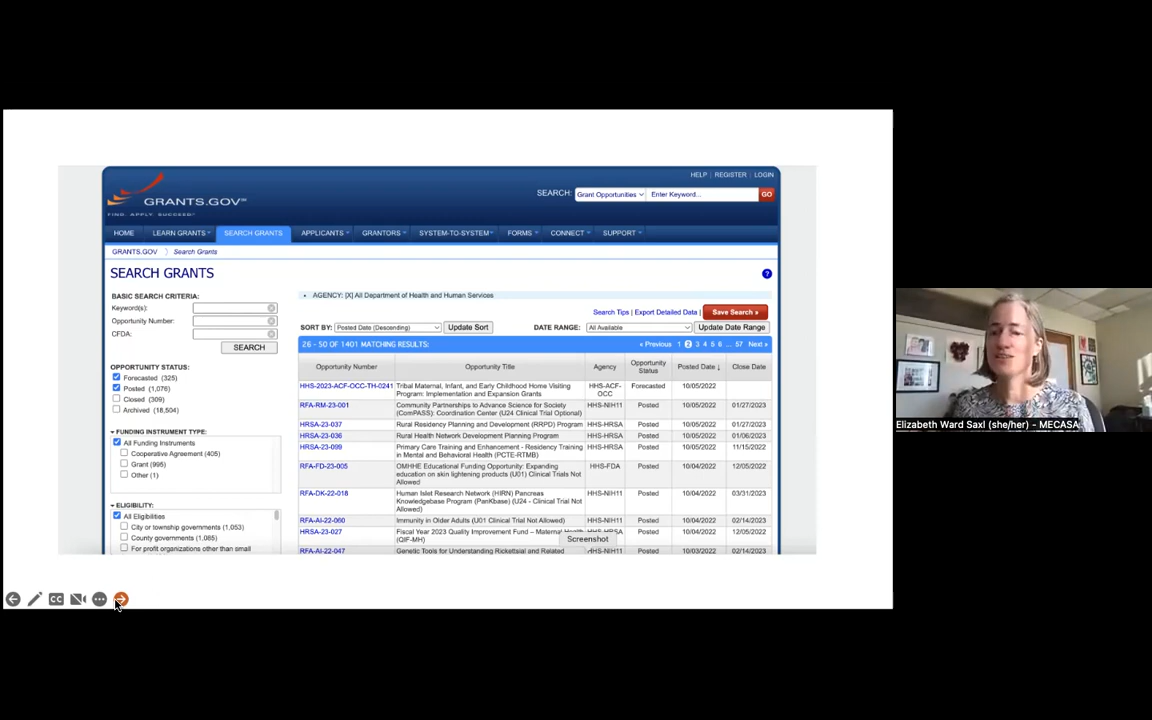 HELP | REGISTER | LOGIN
SEARCH: Grant Opportunities Enter Keyword... GO
GRANTS.GOV℠
FIND. APPLY. SUCCEED.℠
HOME LEARN GRANTS SEARCH GRANTS APPLICANTS GRANTORS SYSTEM-TO-SYSTEM FORMS CONNECT SUPPORT
GRANTS.GOV Search Grants
SEARCH GRANTS
?
BASIC SEARCH CRITERIA:
Keyword(s):
Opportunity Number:
CFDA:
SEARCH
OPPORTUNITY STATUS:
Forecasted (325)
Posted (1,076)
Closed (309)
Archived (18,504)
FUNDING INSTRUMENT TYPE:
All Funding Instruments
Cooperative Agreement (405)
Grant (995)
Other (1)
ELIGIBILITY:
All Eligibilities
City or township governments (1,053)
County governments (1,085)
For profit organizations other than small
AGENCY: [X] All Department of Health and Human Services
Search Tips | Export Detailed Data | Save Search »
SORT BY: Posted Date (Descending) Update Sort DATE RANGE: All Available Update Date Range
26 - 50 OF 1401 MATCHING RESULTS: « Previous 1 2 3 4 5 6 ... 57 Next »
Opportunity Number Opportunity Title Agency Opportunity Status Posted Date ↓ Close Date
HHS-2023-ACF-OCC-TH-0241 Tribal Maternal, Infant, and Early Childhood Home Visiting Program: Implementation and Expansion Grants HHS-ACF-OCC Forecasted 10/05/2022
RFA-RM-23-001 Community Partnerships to Advance Science for Society (ComPASS): Coordination Center (U24 Clinical Trial Optional) HHS-NIH11 Posted 10/05/2022 01/27/2023
HRSA-23-037 Rural Residency Planning and Development (RRPD) Program HHS-HRSA Posted 10/05/2022 01/27/2023
HRSA-23-036 Rural Health Network Development Planning Program HHS-HRSA Posted 10/05/2022 01/06/2023
HRSA-23-099 Primary Care Training and Enhancement - Residency Training in Mental and Behavioral Health (PCTE-RTMB) HHS-HRSA Posted 10/05/2022 11/15/2022
RFA-FD-23-005 OMHHE Educational Funding Opportunity: Expanding education on skin lightening products (U01) Clinical Trials Not Allowed HHS-FDA Posted 10/04/2022 12/05/2022
RFA-DK-22-018 Human Islet Research Network (HIRN) Pancreas Knowledgebase Program (PanKbase) (U24 - Clinical Trial Not Allowed) HHS-NIH11 Posted 10/04/2022 03/31/2023
RFA-AI-22-060 Immunity in Older Adults (U01 Clinical Trial Not Allowed) HHS-NIH11 Posted 10/04/2022 02/14/2023
HRSA-23-027 Fiscal Year 2023 Quality Improvement Fund – Maternal (QIF-MH) HHS-HRSA Posted 10/04/2022 12/05/2022
Screenshot
RFA-AI-22-047 Genetic Tools for Understanding Rickettsial and Related HHS-NIH11 Posted 10/03/2022 02/14/2023
CC
Elizabeth Ward Saxl (she/her) - MECASA